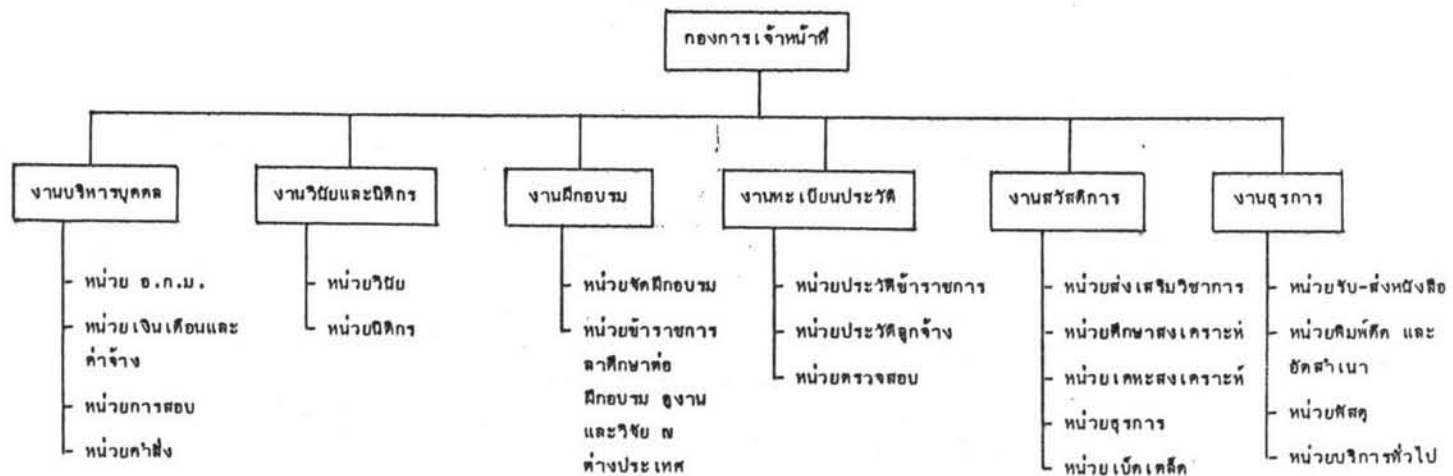 กองการเจ้าหน้าที่
งานบริหารบุคคล
หน่วย อ.ก.ม.
หน่วยเงินเดือนและ
ค่าจ้าง
หน่วยการสอบ
หน่วยคำสั่ง
งานวินัยและนิติกร
หน่วยวินัย
หน่วยนิติกร
งานฝึกอบรม
หน่วยจัดฝึกอบรม
หน่วยข้าราชการ
ลาศึกษาต่อ
ฝึกอบรม ดูงาน
และวิจัย ณ
ต่างประเทศ
งานทะเบียนประวัติ
หน่วยประวัติข้าราชการ
หน่วยประวัติลูกจ้าง
หน่วยตรวจสอบ
งานสวัสดิการ
หน่วยส่งเสริมวิชาการ
หน่วยศึกษาสงเคราะห์
หน่วยเคหะสงเคราะห์
หน่วยธุรการ
หน่วยเบ็ดเตล็ด
งานธุรการ
หน่วยรับ-ส่งหนังสือ
หน่วยพิมพ์ดีด และ
อัดสำเนา
หน่วยพัสดุ
หน่วยบริการทั่วไป